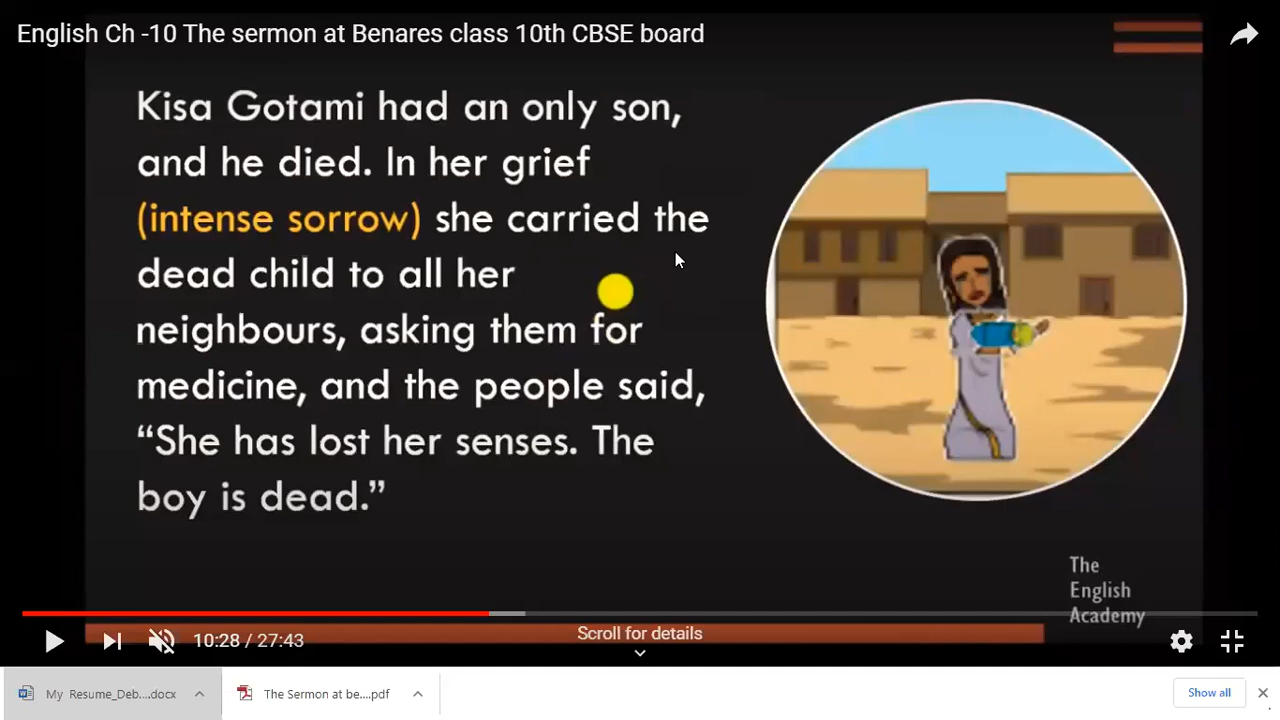 English Ch -10 The sermon at Benares class 10th CBSE board
Kisa Gotami had an only son,
and he died. In her grief
(intense sorrow) she carried the
dead child to all her
neighbours, asking them for
medicine, and the people said,
“She has lost her senses. The
boy is dead.”
The
English
Academy
10:28 / 27:43
Scroll for details
My Resume_Deb....docx
The Sermon at be....pdf
Show all